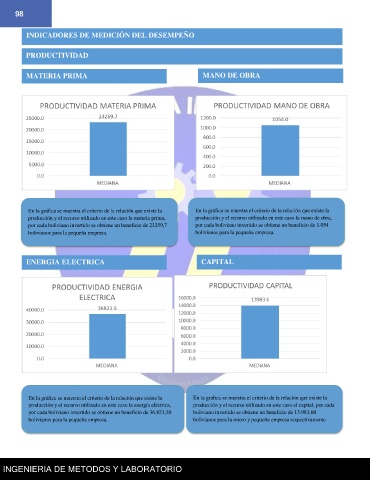 98
INDICADORES DE MEDICIÓN DEL DESEMPEÑO
PRODUCTIVIDAD
MATERIA PRIMA
MANO DE OBRA
PRODUCTIVIDAD MATERIA PRIMA
25000.0
20000.0
15000.0
10000.0
5000.0
0.0
23259.7
MEDIANA
PRODUCTIVIDAD MANO DE OBRA
1200.0
1000.0
800.0
600.0
400.0
200.0
0.0
1054.0
MEDIANA
En la gráfica se muestra el criterio de la relación que existe la
producción y el recurso utilizado en este caso la materia prima,
por cada boliviano invertido se obtiene un beneficio de 23259,7
bolivianos para la pequeña empresa.
En la gráfica se muestra el criterio de la relación que existe la
producción y el recurso utilizado en este caso la mano de obra,
por cada boliviano invertido se obtiene un beneficio de 1.054
bolivianos para la pequeña empresa.
ENERGIA ELECTRICA
CAPITAL
PRODUCTIVIDAD ENERGIA
ELECTRICA
40000.0
30000.0
20000.0
10000.0
0.0
36821.5
MEDIANA
PRODUCTIVIDAD CAPITAL
16000.0
14000.0
12000.0
10000.0
8000.0
6000.0
4000.0
2000.0
0.0
13983.6
MEDIANA
En la gráfica se muestra el criterio de la relación que existe la
producción y el recurso utilizado en este caso la energía eléctrica,
por cada boliviano invertido se obtiene un beneficio de 36,821,50
bolivianos para la pequeña empresa.
En la gráfica se muestra el criterio de la relación que existe la
producción y el recurso utilizado en este caso el capital, por cada
boliviano invertido se obtiene un beneficio de 13.983,60
bolivianos para la micro y pequeña empresa respectivamente
INGENIERIA DE METODOS Y LABORATORIO